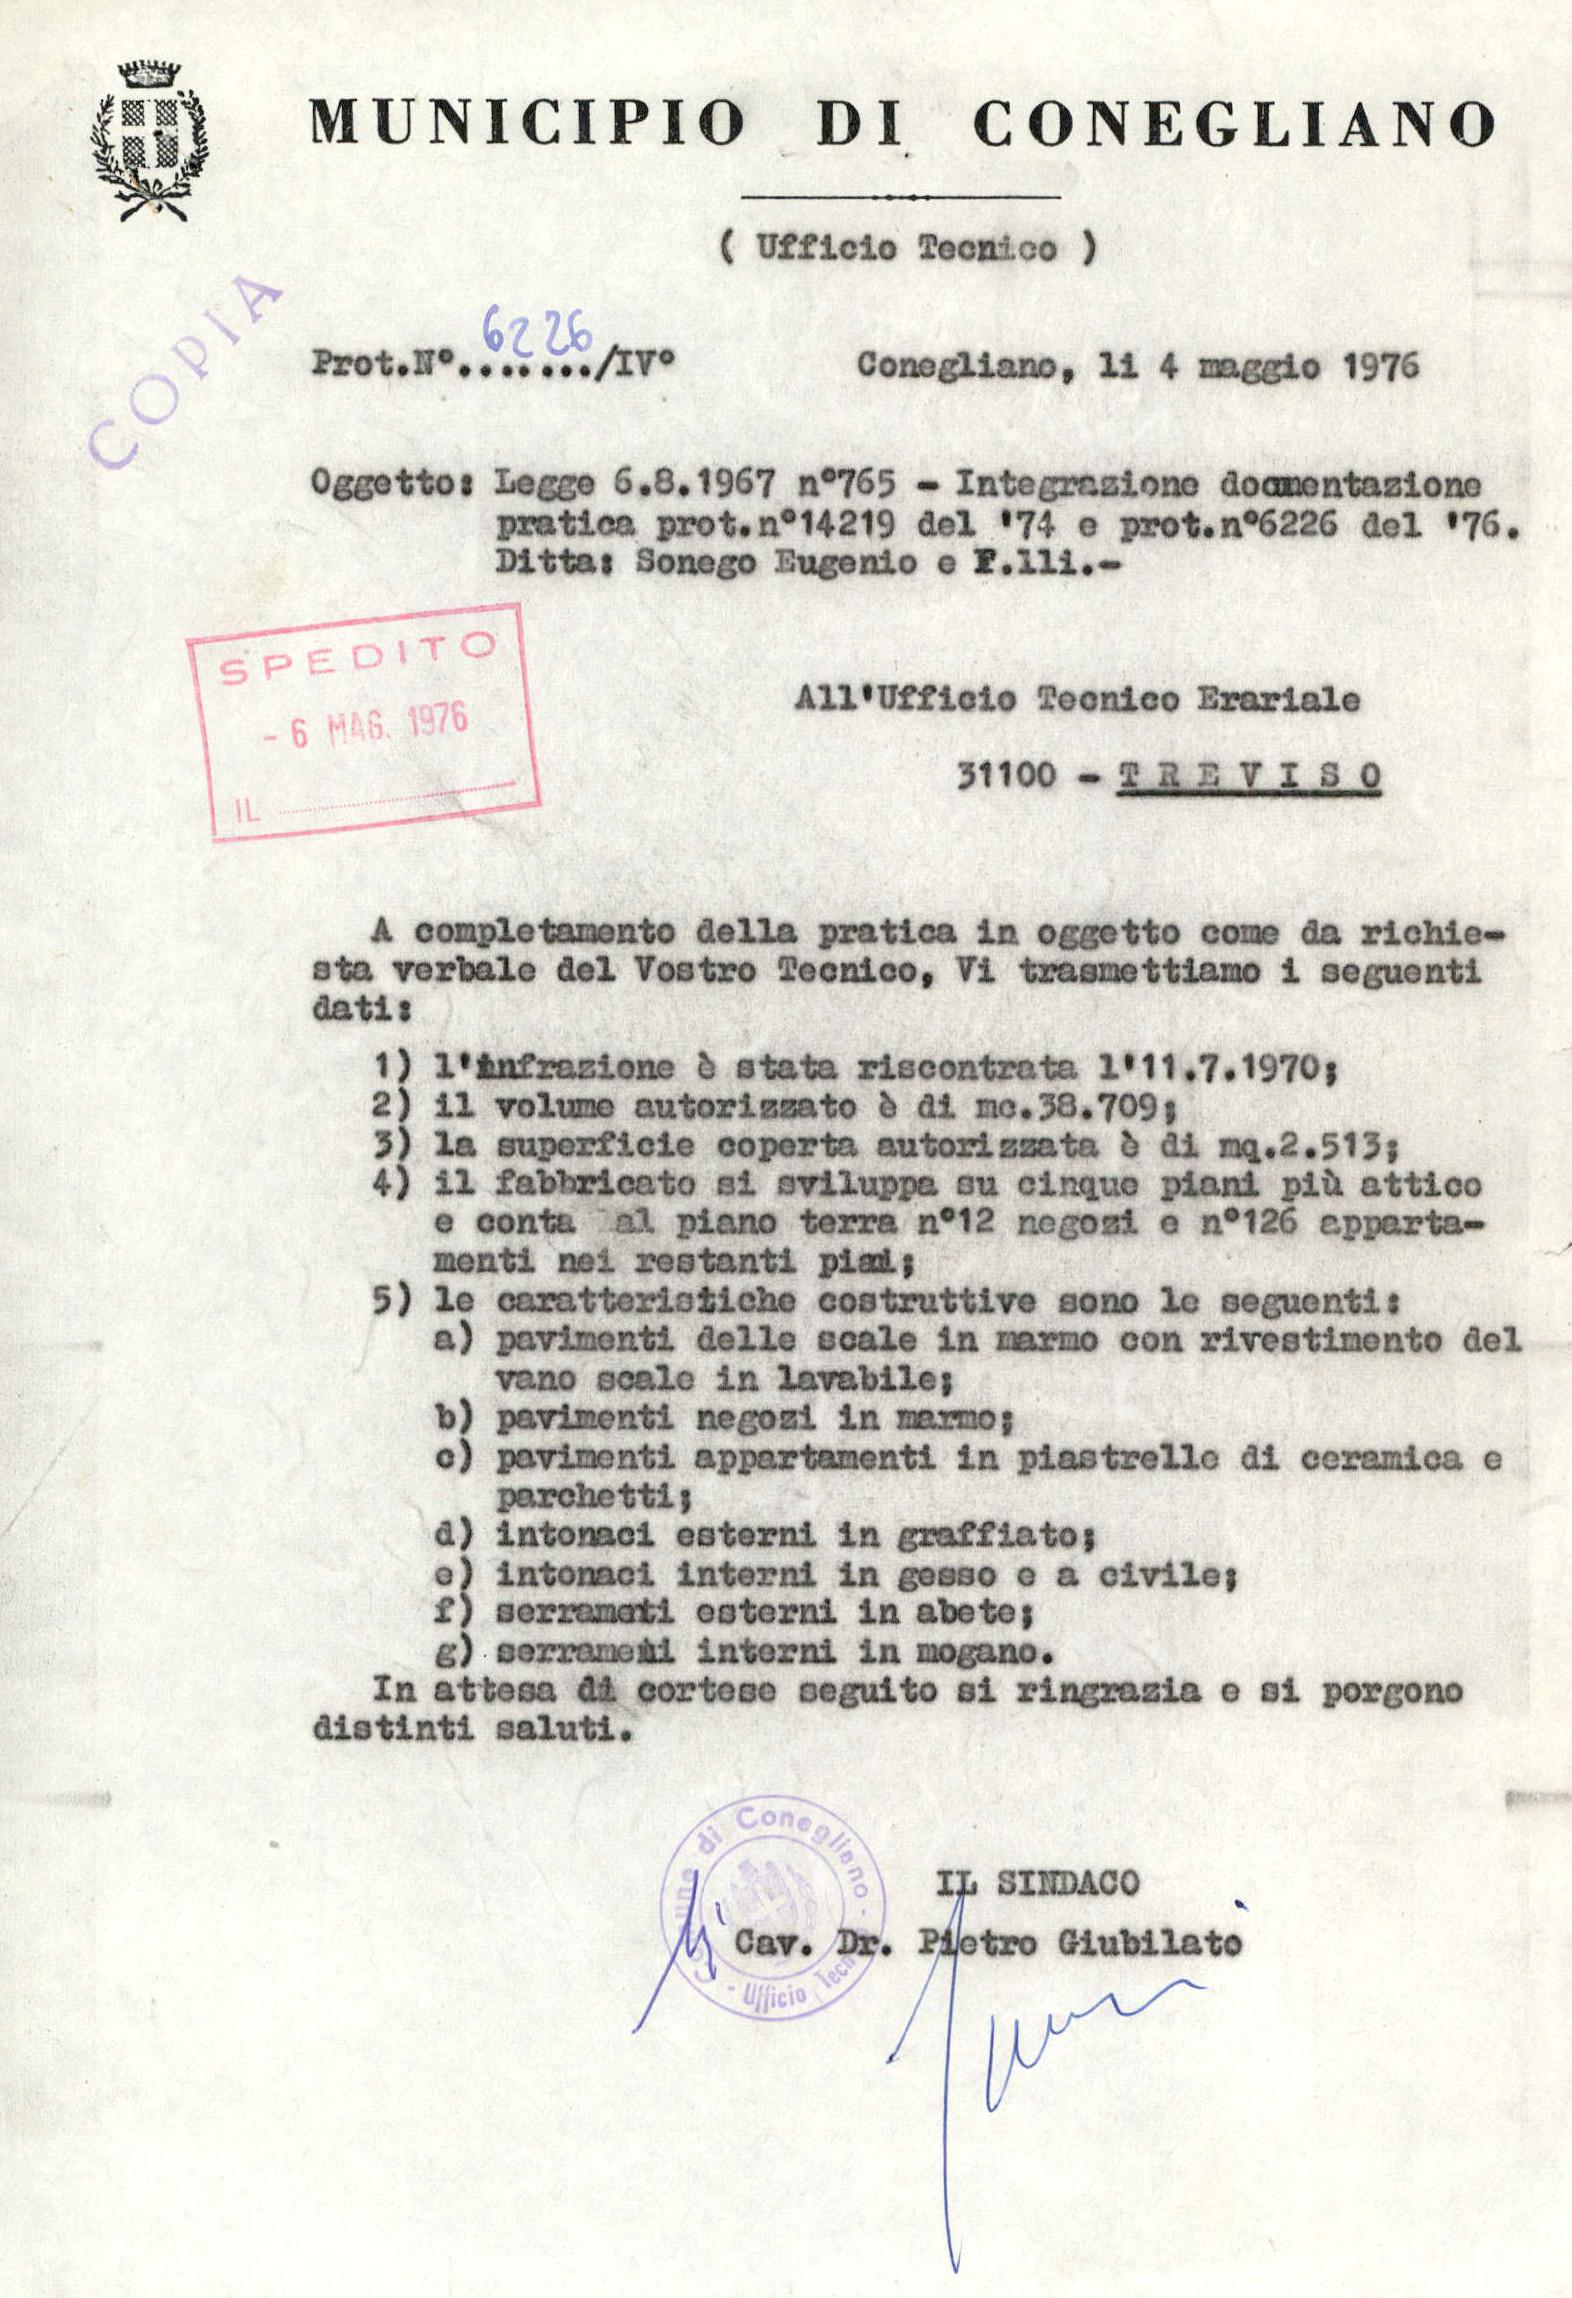 MUNICIPIO DI CONEGLIANO
( Ufficio Tecnico )
COPIA
Prot.N°.6226./IV° Conegliano, li 4 maggio 1976
Oggetto: Legge 6.8.1967 n°765 - Integrazione documentazione
pratica prot.n°14219 del '74 e prot.n°6226 del '76.
Ditta: Sonego Eugenio e F.lli.-
SPEDITO
- 6 MAG. 1976
IL
All'Ufficio Tecnico Erariale
31100 - T R E V I S O
A completamento della pratica in oggetto come da richie-
sta verbale del Vostro Tecnico, Vi trasmettiamo i seguenti
dati:
1) l'infrazione è stata riscontrata l'11.7.1970;
2) il volume autorizzato è di mc.38.709;
3) la superficie coperta autorizzata è di mq.2.513;
4) il fabbricato si sviluppa su cinque piani più attico
e conta al piano terra n°12 negozi e n°126 apparta-
menti nei restanti piani;
5) le caratteristiche costruttive sono le seguenti:
a) pavimenti delle scale in marmo con rivestimento del
vano scale in lavabile;
b) pavimenti negozi in marmo;
c) pavimenti appartamenti in piastrelle di ceramica e
parchetti;
d) intonaci esterni in graffiato;
e) intonaci interni in gesso e a civile;
f) serramenti esterni in abete;
g) serramenti interni in mogano.
In attesa di cortese seguito si ringrazia e si porgono
distinti saluti.
Comune di Conegliano - Ufficio Tecn
IL SINDACO
Cav. Dr. Pietro Giubilato